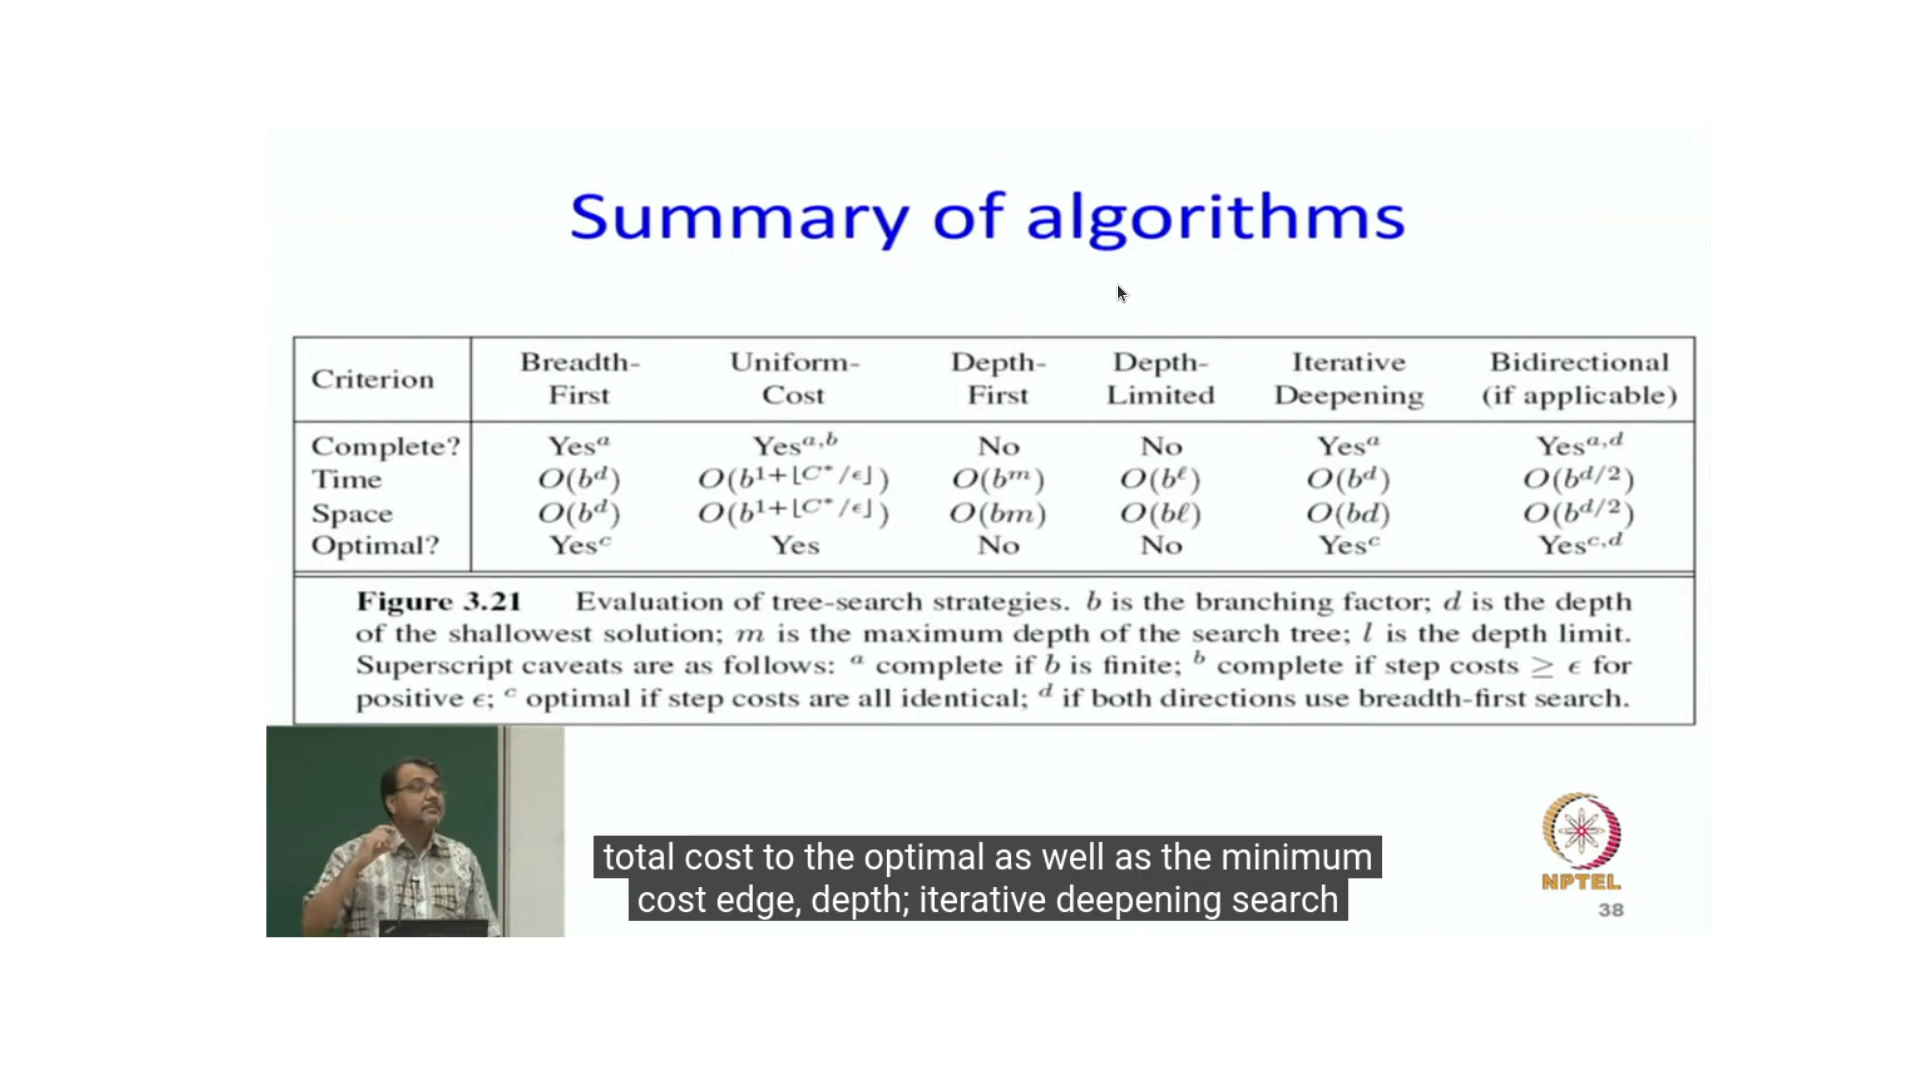 Summary of algorithms
Criterion Breadth-First Uniform-Cost Depth-First Depth-Limited Iterative Deepening Bidirectional (if applicable)
Complete? Yesᵃ Yesᵃ,ᵇ No No Yesᵃ Yesᵃ,ᵈ
Time O(b^d) O(b^{1+⌊C*/ϵ⌋}) O(b^m) O(b^ℓ) O(b^d) O(b^{d/2})
Space O(b^d) O(b^{1+⌊C*/ϵ⌋}) O(bm) O(bℓ) O(bd) O(b^{d/2})
Optimal? Yesᶜ Yes No No Yesᶜ Yesᶜ,ᵈ
Figure 3.21 Evaluation of tree-search strategies. b is the branching factor; d is the depth
of the shallowest solution; m is the maximum depth of the search tree; l is the depth limit.
Superscript caveats are as follows: ᵃ complete if b is finite; ᵇ complete if step costs ≥ ϵ for
positive ϵ; ᶜ optimal if step costs are all identical; ᵈ if both directions use breadth-first search.
total cost to the optimal as well as the minimum
cost edge, depth; iterative deepening search
NPTEL
38